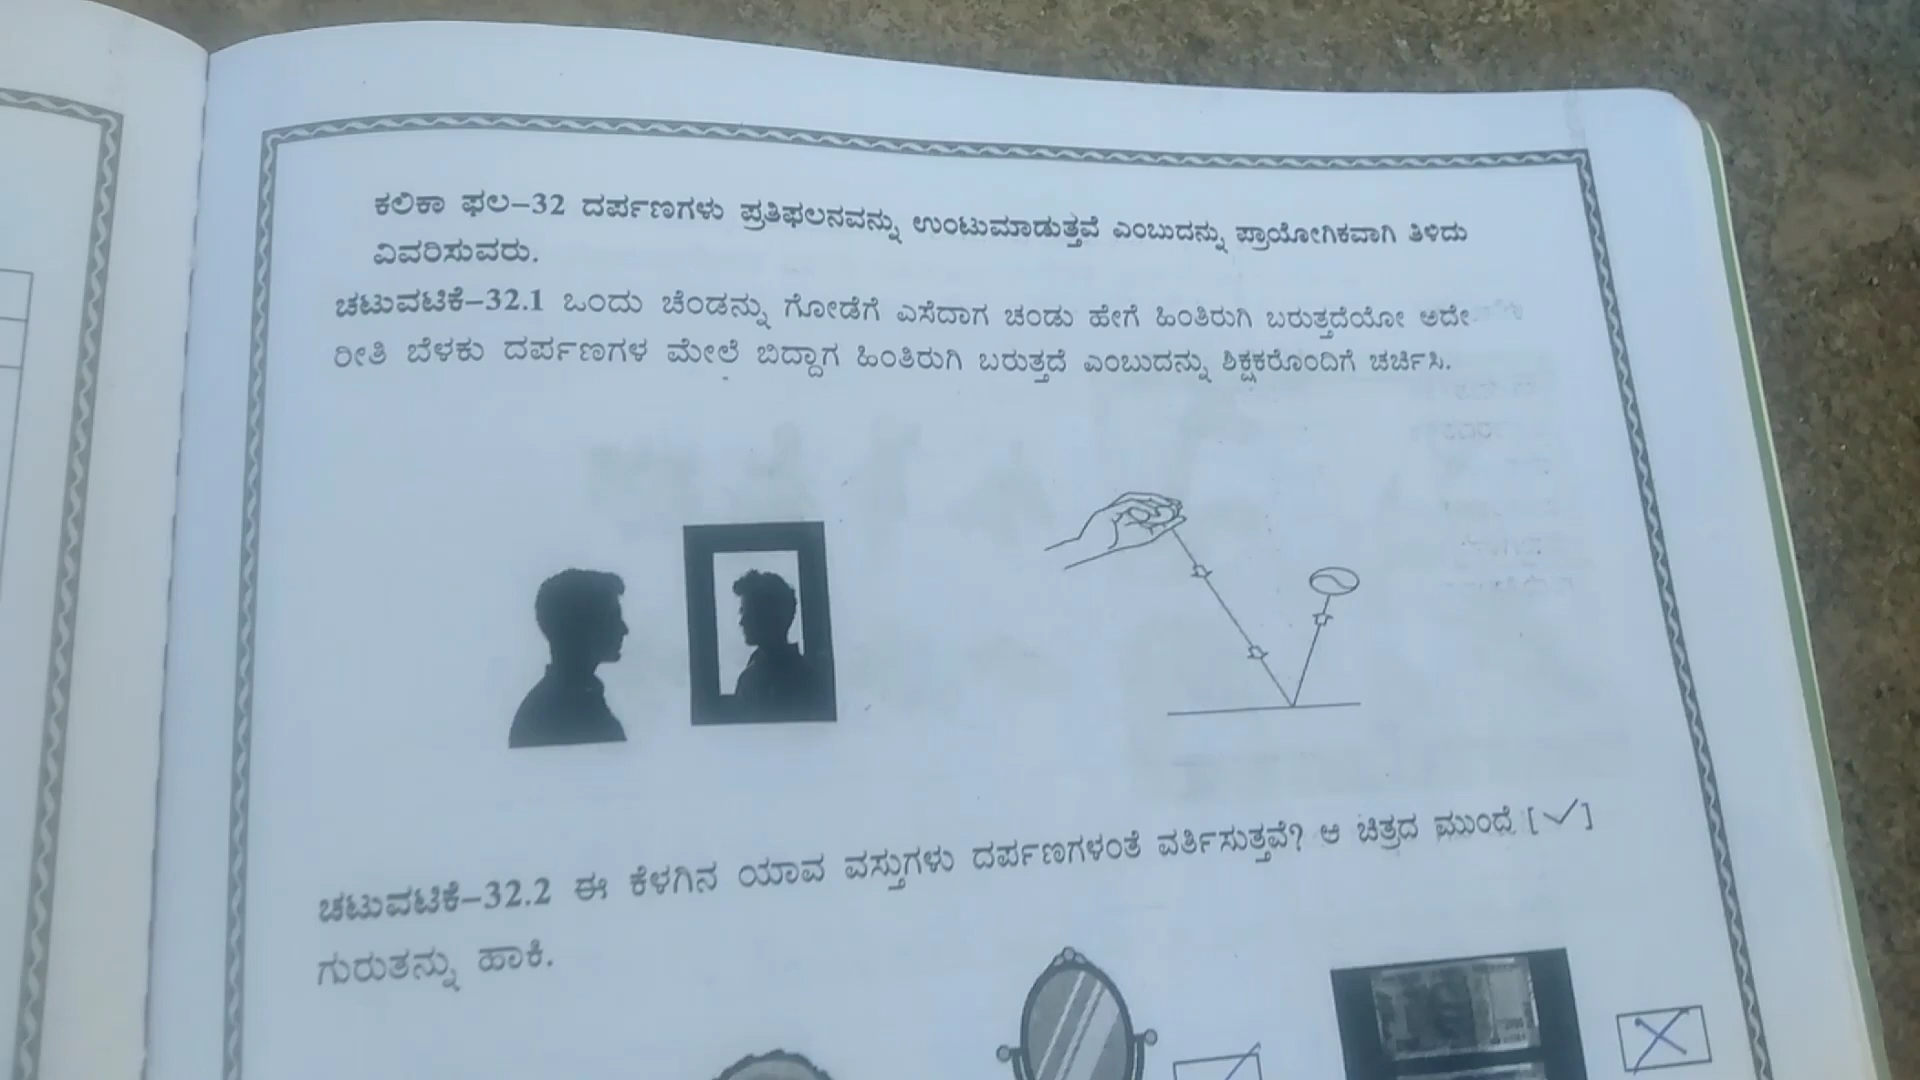 ಕಲಿಕಾ ಫಲ–32 ದರ್ಪಣಗಳು ಪ್ರತಿಫಲನವನ್ನು ಉಂಟುಮಾಡುತ್ತವೆ ಎಂಬುದನ್ನು ಪ್ರಾಯೋಗಿಕವಾಗಿ ತಿಳಿದು
ವಿವರಿಸುವರು.
ಚಟುವಟಿಕೆ–32.1 ಒಂದು ಚೆಂಡನ್ನು ಗೋಡೆಗೆ ಎಸೆದಾಗ ಚಂಡು ಹೇಗೆ ಹಿಂತಿರುಗಿ ಬರುತ್ತದೆಯೋ ಅದೇ
ರೀತಿ ಬೆಳಕು ದರ್ಪಣಗಳ ಮೇಲೆ ಬಿದ್ದಾಗ ಹಿಂತಿರುಗಿ ಬರುತ್ತದೆ ಎಂಬುದನ್ನು ಶಿಕ್ಷಕರೊಂದಿಗೆ ಚರ್ಚಿಸಿ.
ಚಟುವಟಿಕೆ–32.2 ಈ ಕೆಳಗಿನ ಯಾವ ವಸ್ತುಗಳು ದರ್ಪಣಗಳಂತೆ ವರ್ತಿಸುತ್ತವೆ? ಆ ಚಿತ್ರದ ಮುಂದೆ [✓]
ಗುರುತನ್ನು ಹಾಕಿ.